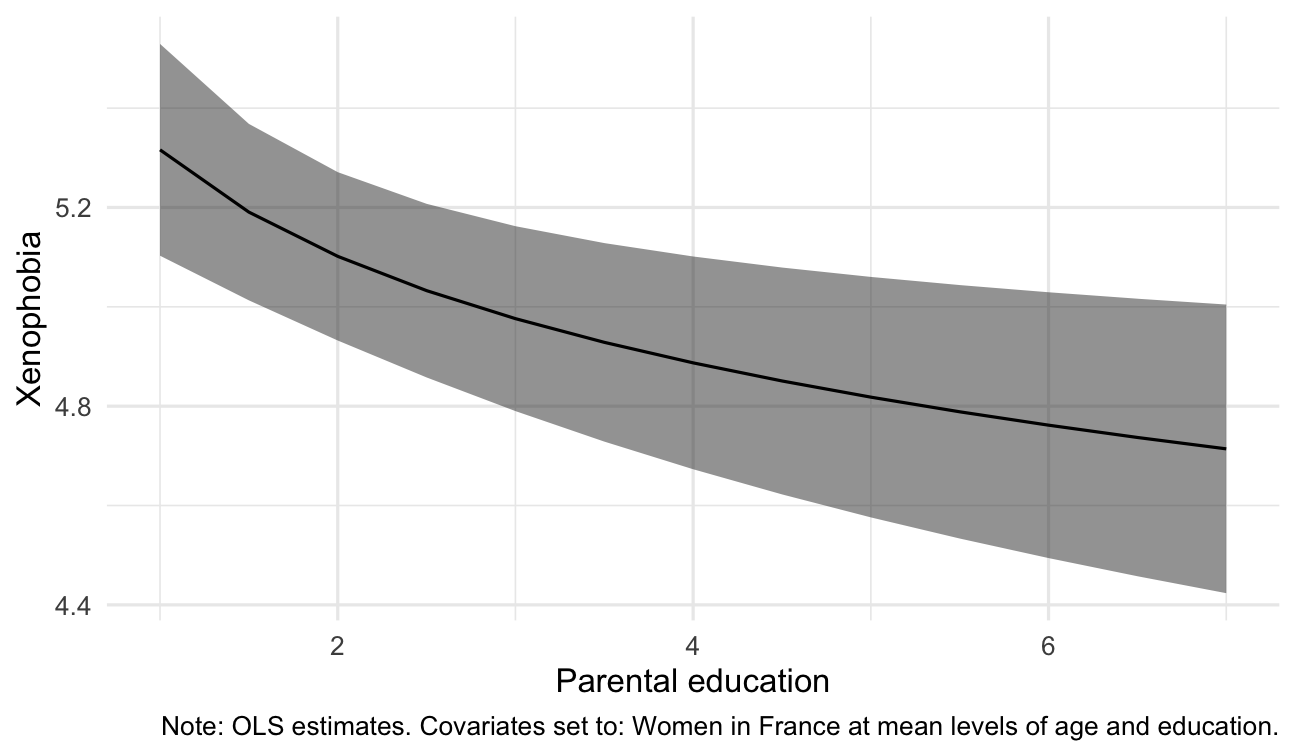 Xenophobia
5.2
4.8
4.4
2
4
6
Parental education
Note: OLS estimates. Covariates set to: Women in France at mean levels of age and education.